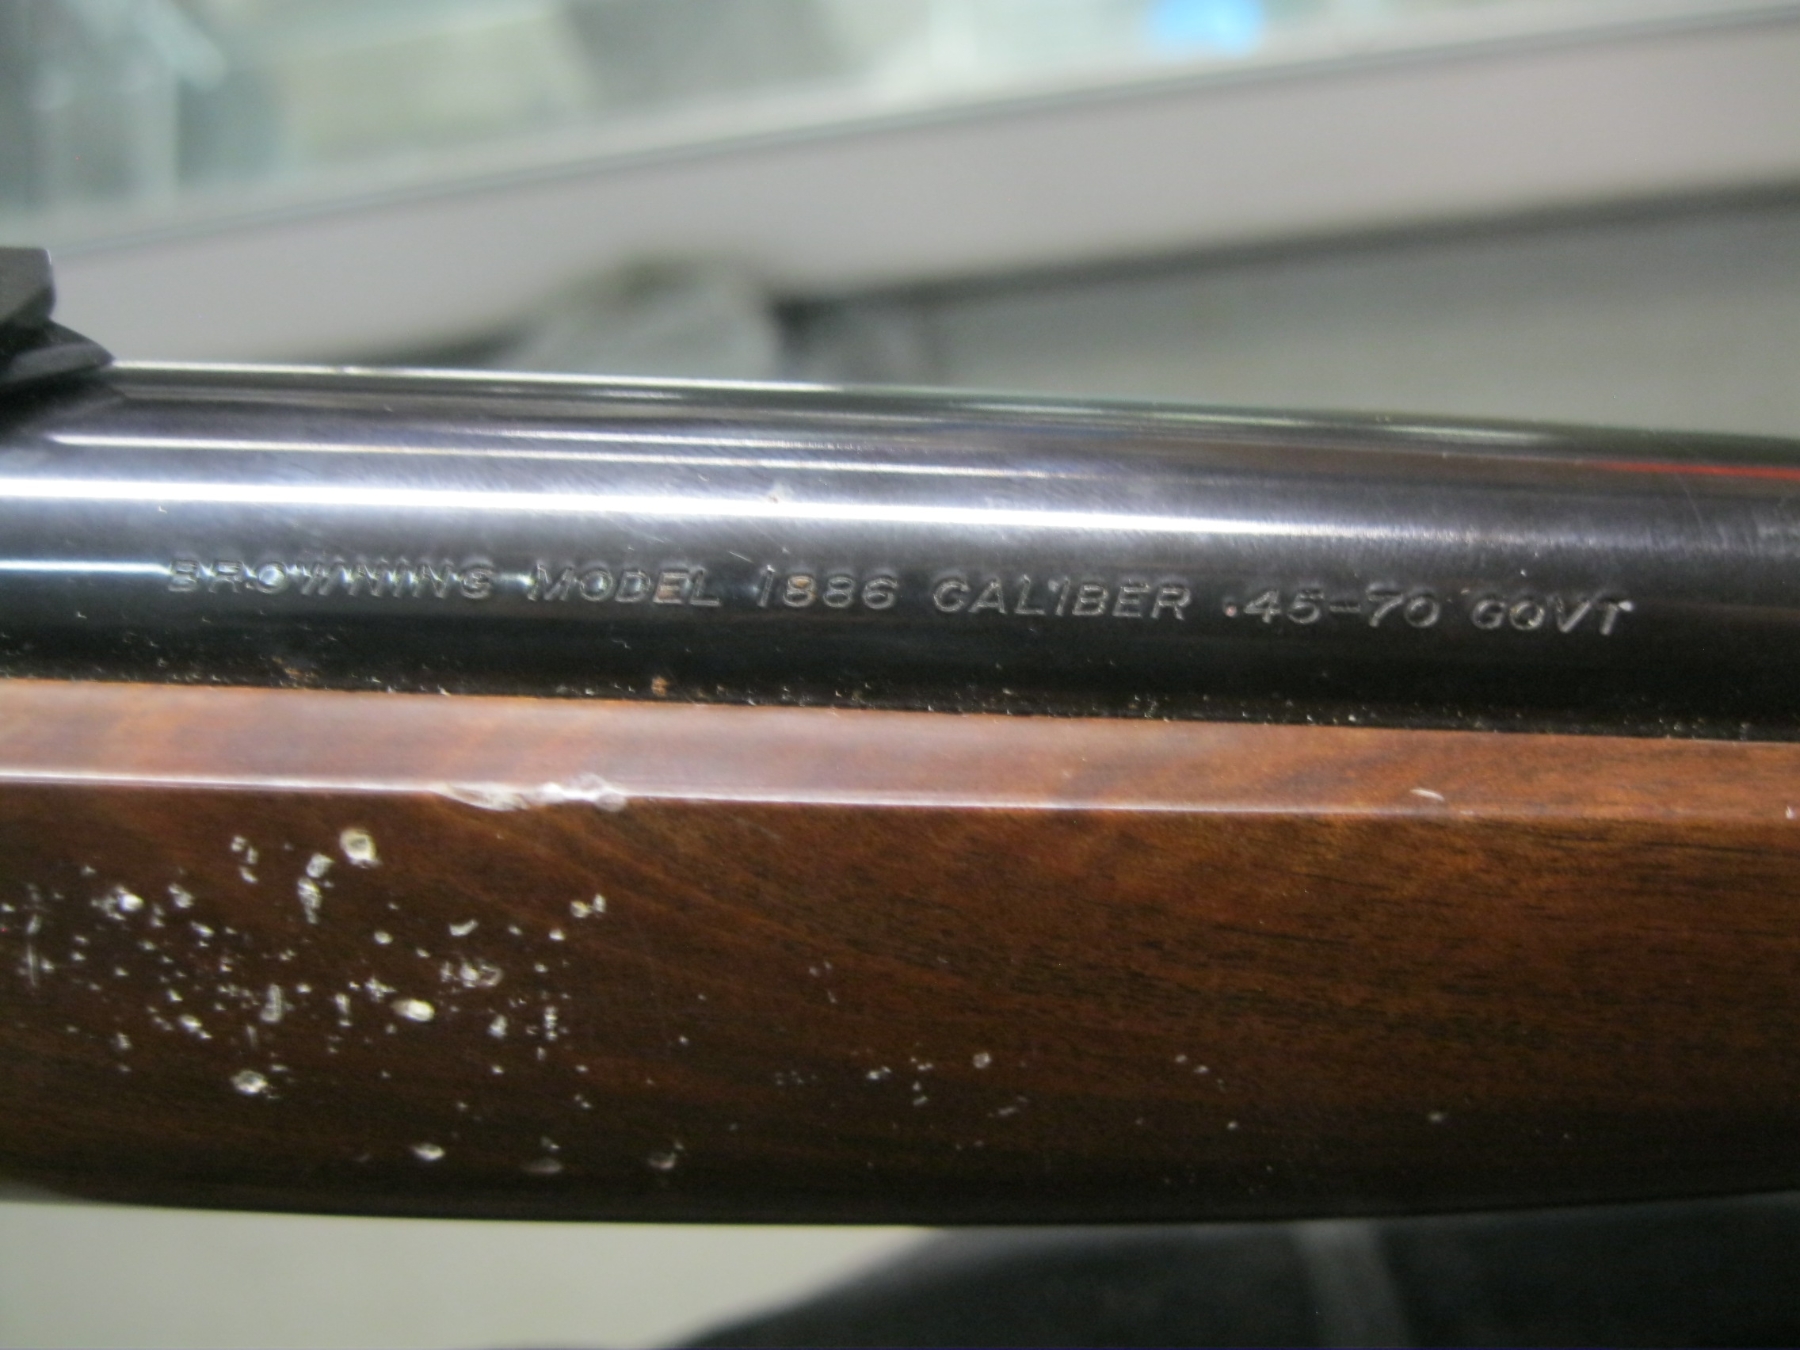 BROWNING MODEL 1886 CALIBER .45-70 GOVT